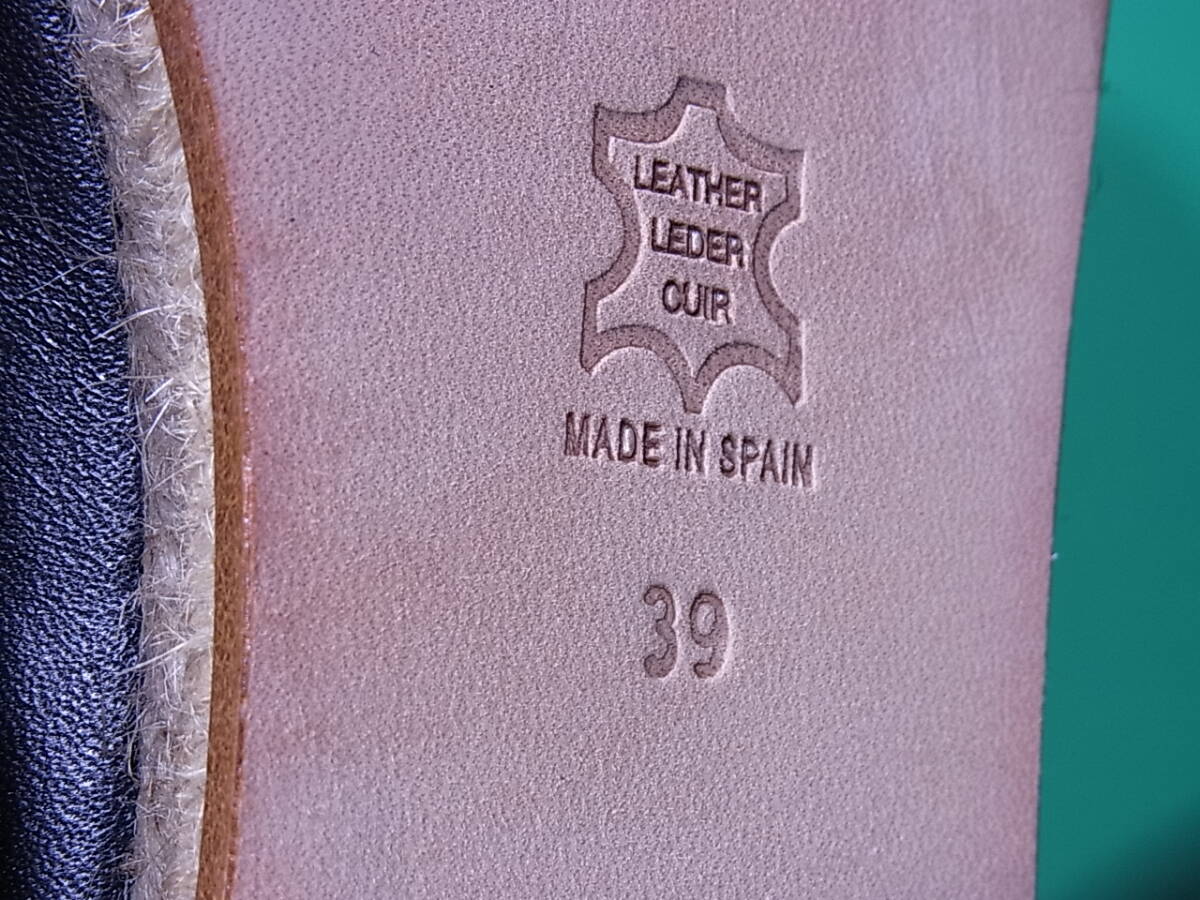 LEATHER
LEDER
CUIR
MADE IN SPAIN
39